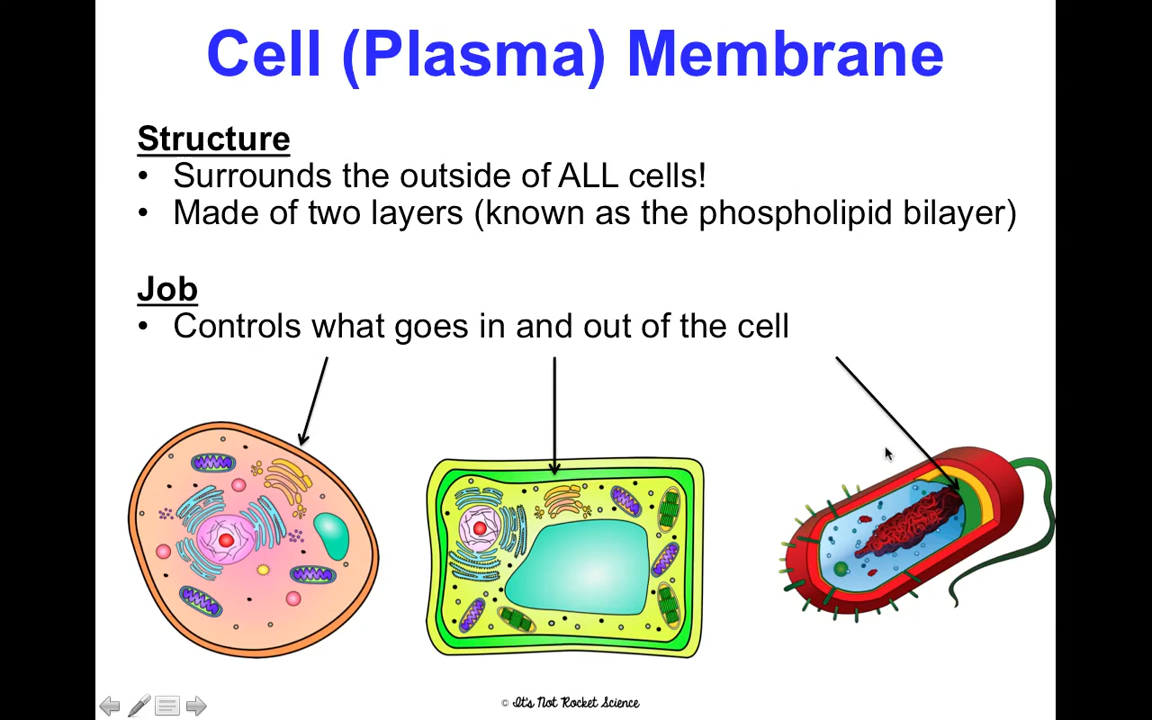 Cell (Plasma) Membrane
Structure
• Surrounds the outside of ALL cells!
• Made of two layers (known as the phospholipid bilayer)
Job
• Controls what goes in and out of the cell
© It's Not Rocket Science